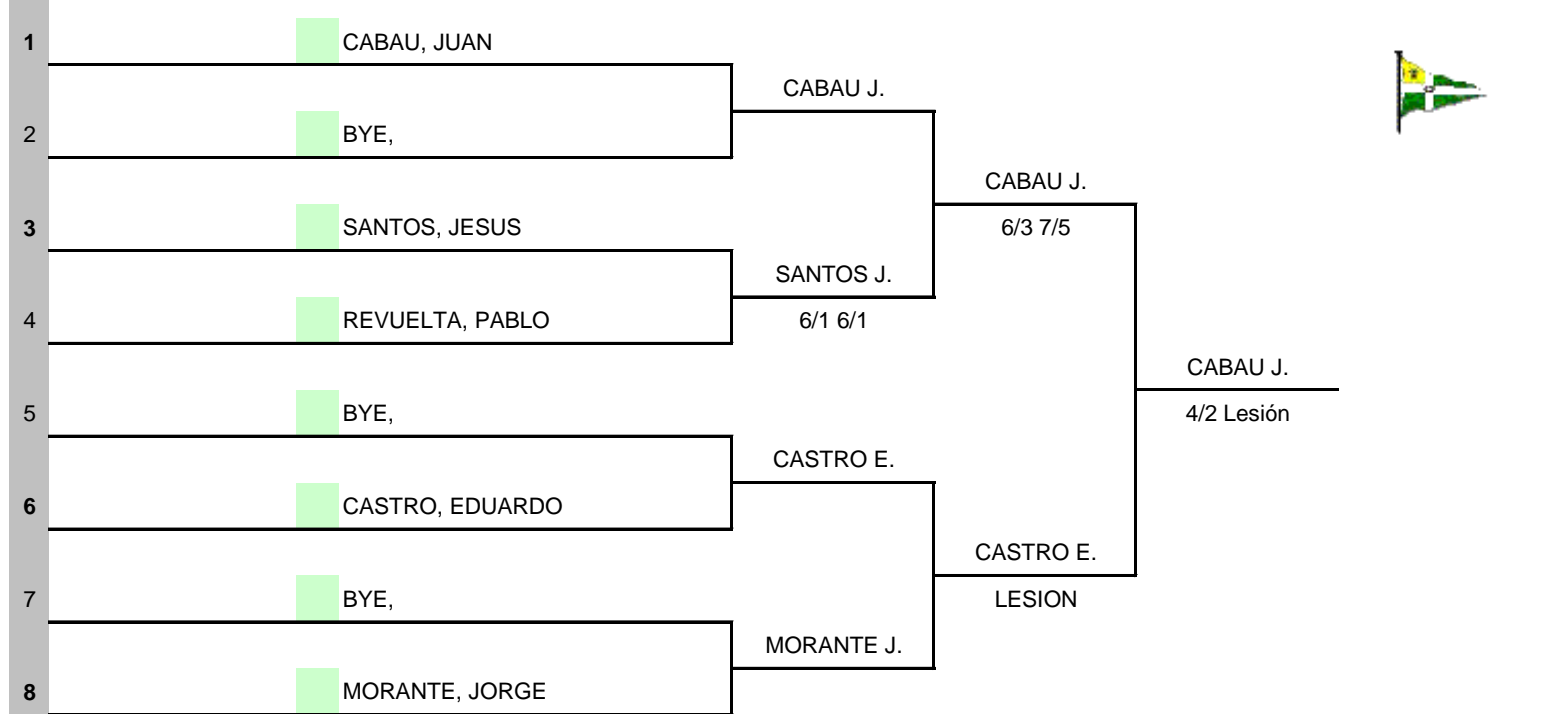 1 CABAU, JUAN
CABAU J.
2 BYE,
CABAU J.
3 SANTOS, JESUS
6/3 7/5
SANTOS J.
4 REVUELTA, PABLO
6/1 6/1
CABAU J.
5 BYE,
4/2 Lesión
CASTRO E.
6 CASTRO, EDUARDO
CASTRO E.
7 BYE,
LESION
MORANTE J.
8 MORANTE, JORGE